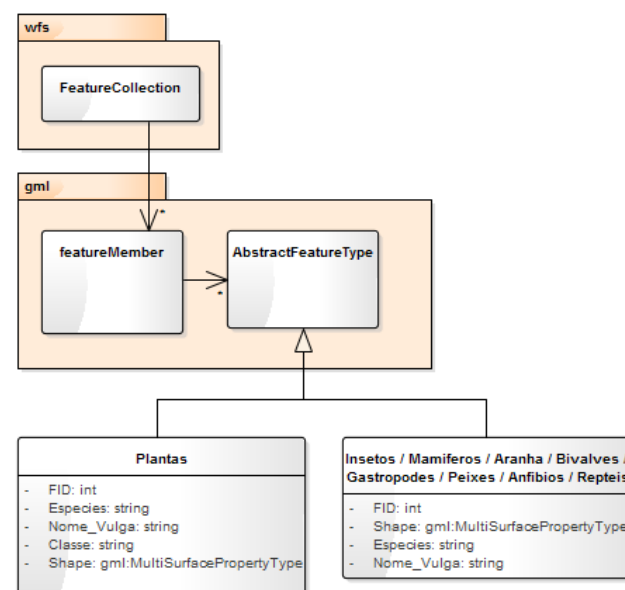 wfs
FeatureCollection
*
gml
featureMember
AbstractFeatureType
*
Plantas
- FID: int
- Especies: string
- Nome_Vulga: string
- Classe: string
- Shape: gml:MultiSurfacePropertyType
Insetos / Mamiferos / Aranha / Bivalves /
Gastropodes / Peixes / Anfibios / Repteis
- FID: int
- Shape: gml:MultiSurfacePropertyType
- Especies: string
- Nome_Vulga: string